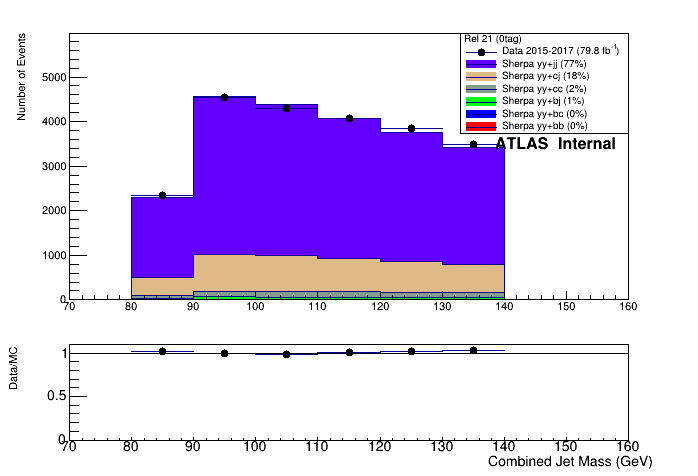 Number of Events
5000
4000
3000
2000
1000
0
70 80 90 100 110 120 130 140 150 160
Rel 21 (0tag)
Data 2015-2017 (79.8 fb⁻¹)
Sherpa yy+jj (77%)
Sherpa yy+cj (18%)
Sherpa yy+cc (2%)
Sherpa yy+bj (1%)
Sherpa yy+bc (0%)
Sherpa yy+bb (0%)
ATLAS Internal
Data/MC
1
0.5
0
70 80 90 100 110 120 130 140 150 160
Combined Jet Mass (GeV)